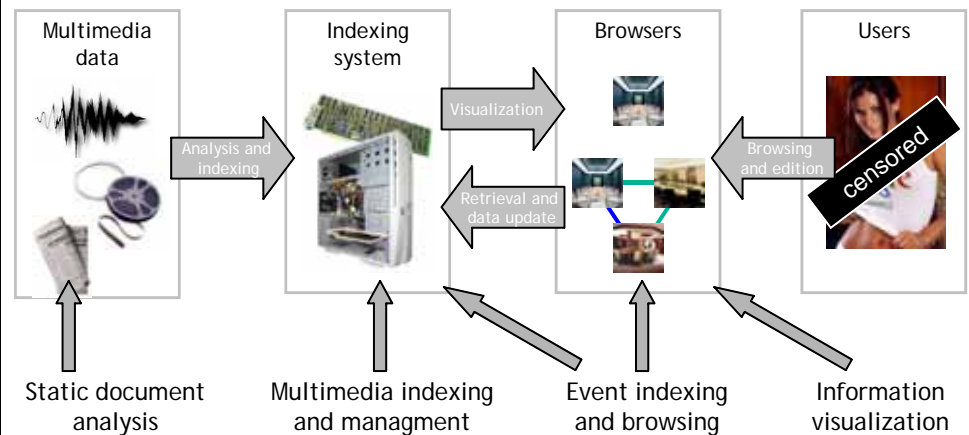 Multimedia
data
Indexing
system
Browsers
Users
Analysis and
indexing
Visualization
Retrieval and
data update
Browsing
and edition
censored
Static document
analysis
Multimedia indexing
and managment
Event indexing
and browsing
Information
visualization